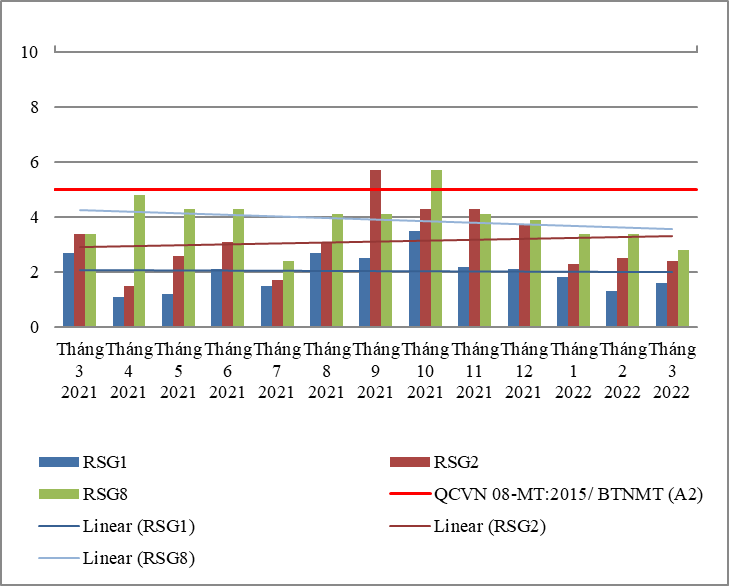 10
8
6
4
2
0
Tháng 3 2021
Tháng 4 2021
Tháng 5 2021
Tháng 6 2021
Tháng 7 2021
Tháng 8 2021
Tháng 9 2021
Tháng 10 2021
Tháng 11 2021
Tháng 12 2021
Tháng 1 2022
Tháng 2 2022
Tháng 3 2022
RSG1
RSG2
RSG8
QCVN 08-MT:2015/ BTNMT (A2)
Linear (RSG1)
Linear (RSG2)
Linear (RSG8)